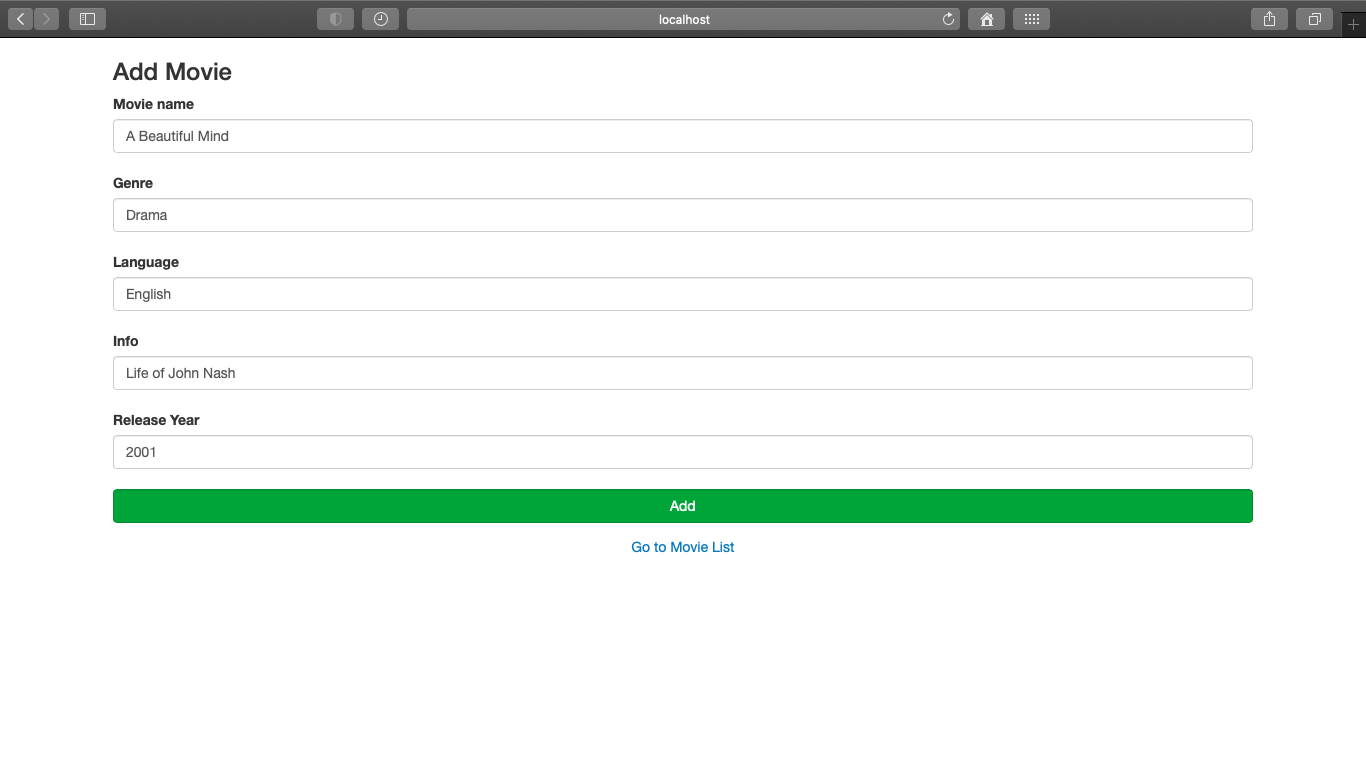 localhost
Add Movie
Movie name
A Beautiful Mind
Genre
Drama
Language
English
Info
Life of John Nash
Release Year
2001
Add
Go to Movie List